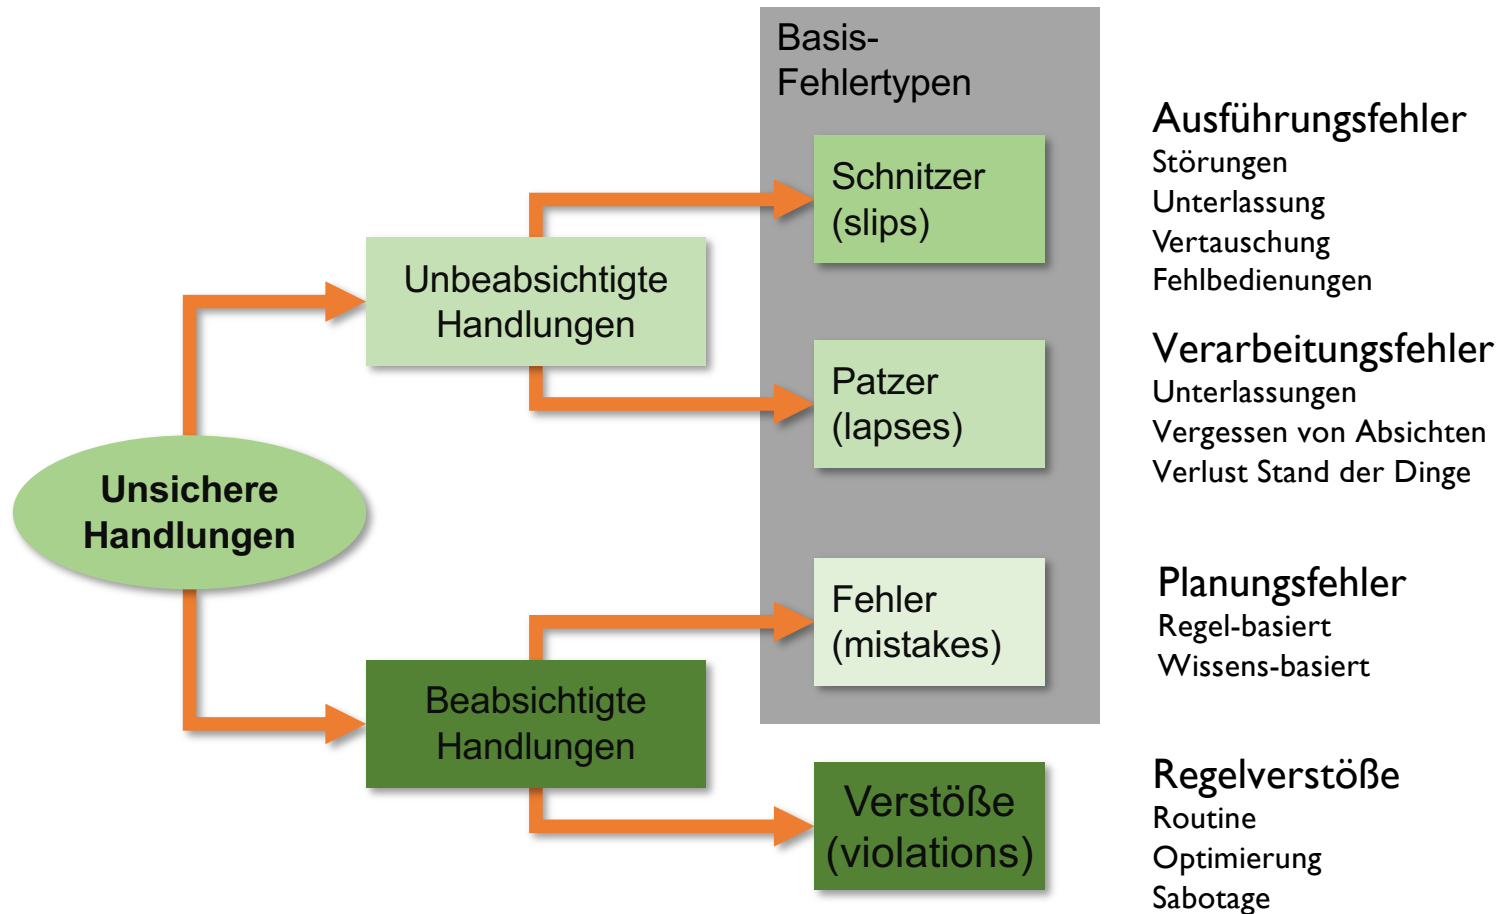 Basis-
Fehlertypen
Schnitzer
(slips)
Ausführungsfehler
Störungen
Unterlassung
Vertauschung
Fehlbedienungen
Unbeabsichtigte
Handlungen
Patzer
(lapses)
Verarbeitungsfehler
Unterlassungen
Vergessen von Absichten
Verlust Stand der Dinge
Unsichere
Handlungen
Fehler
(mistakes)
Planungsfehler
Regel-basiert
Wissens-basiert
Beabsichtigte
Handlungen
Verstöße
(violations)
Regelverstöße
Routine
Optimierung
Sabotage